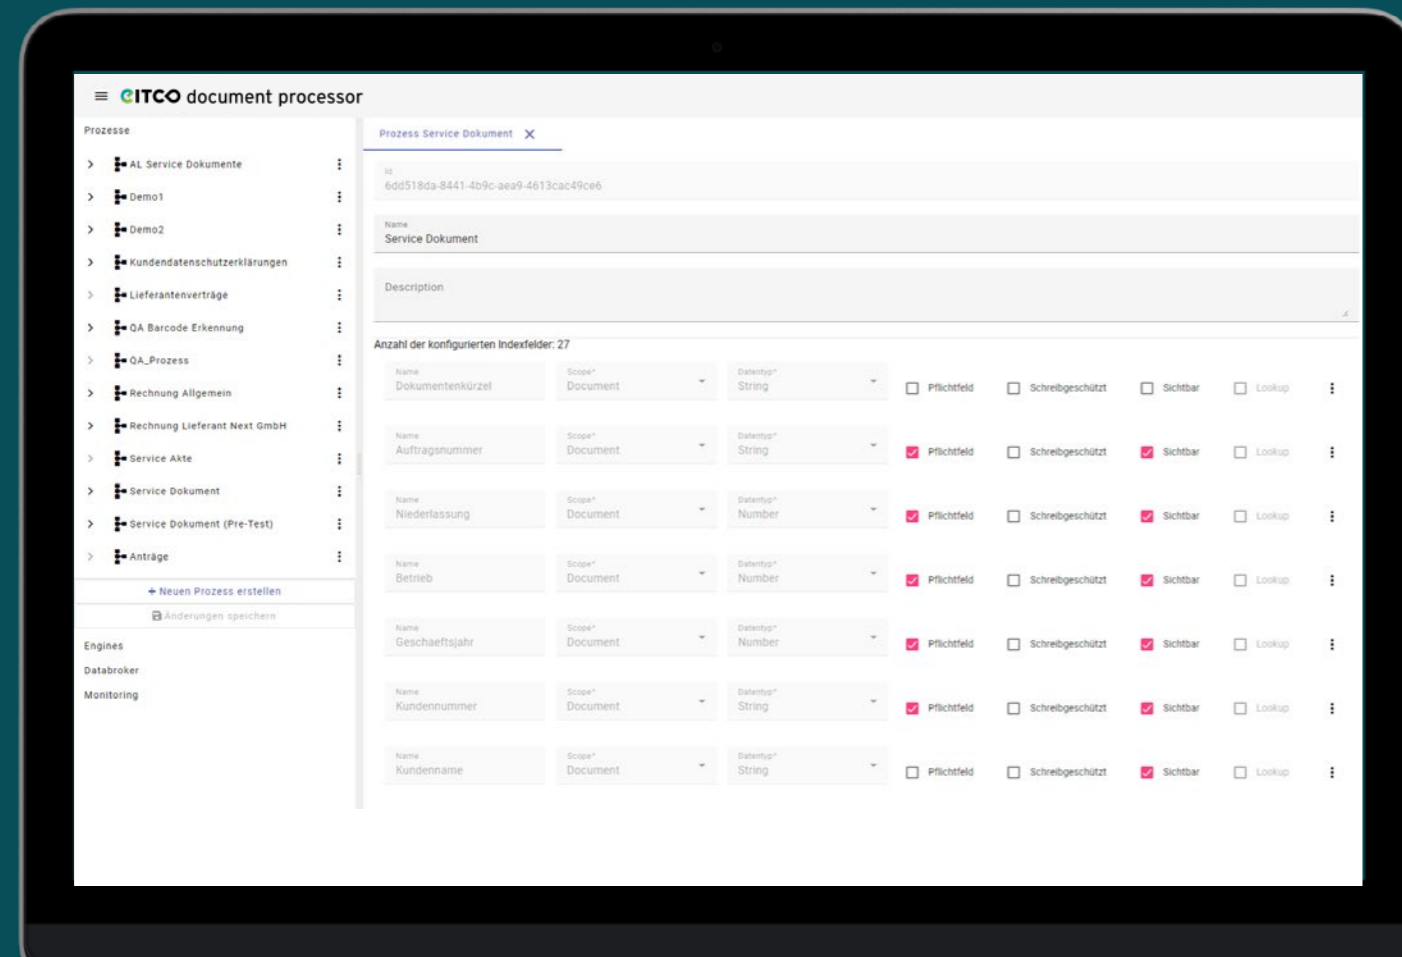 eITCO document processor
Prozesse
AL Service Dokumente
Demo1
Demo2
Kundendatenschutzerklärungen
Lieferantenverträge
QA Barcode Erkennung
QA_Prozess
Rechnung Allgemein
Rechnung Lieferant Next GmbH
Service Akte
Service Dokument
Service Dokument (Pre-Test)
Anträge
+ Neuen Prozess erstellen
Änderungen speichern
Engines
Databroker
Monitoring
Prozess Service Dokument
Id
6dd518da-8441-4b9c-aea9-4613cac49ce6
Name
Service Dokument
Description
Anzahl der konfigurierten Indexfelder: 27
Name Scope* Datentyp*
Dokumentenkürzel Document String Pflichtfeld Schreibgeschützt Sichtbar Lookup
Name Scope* Datentyp*
Auftragsnummer Document String Pflichtfeld Schreibgeschützt Sichtbar Lookup
Name Scope* Datentyp*
Niederlassung Document Number Pflichtfeld Schreibgeschützt Sichtbar Lookup
Name Scope* Datentyp*
Betrieb Document Number Pflichtfeld Schreibgeschützt Sichtbar Lookup
Name Scope* Datentyp*
Geschaeftsjahr Document Number Pflichtfeld Schreibgeschützt Sichtbar Lookup
Name Scope* Datentyp*
Kundennummer Document String Pflichtfeld Schreibgeschützt Sichtbar Lookup
Name Scope* Datentyp*
Kundenname Document String Pflichtfeld Schreibgeschützt Sichtbar Lookup